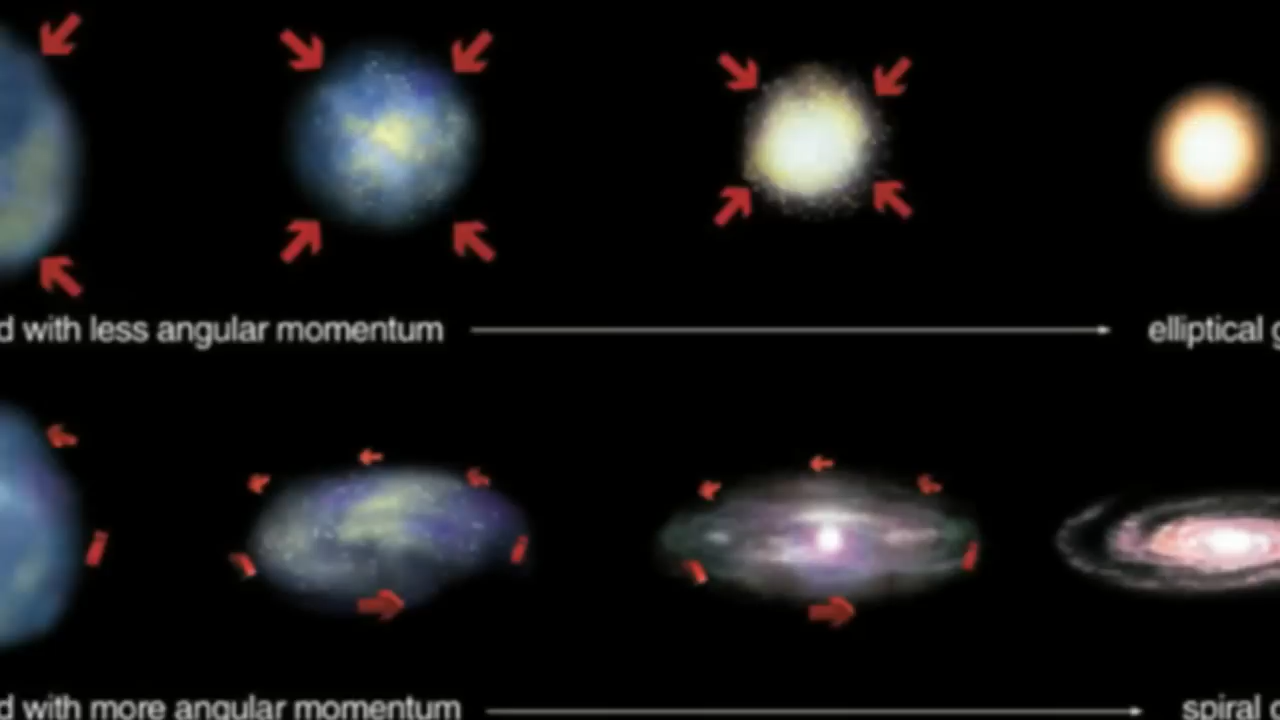 d with less angular momentum elliptical g
d with more angular momentum spiral g